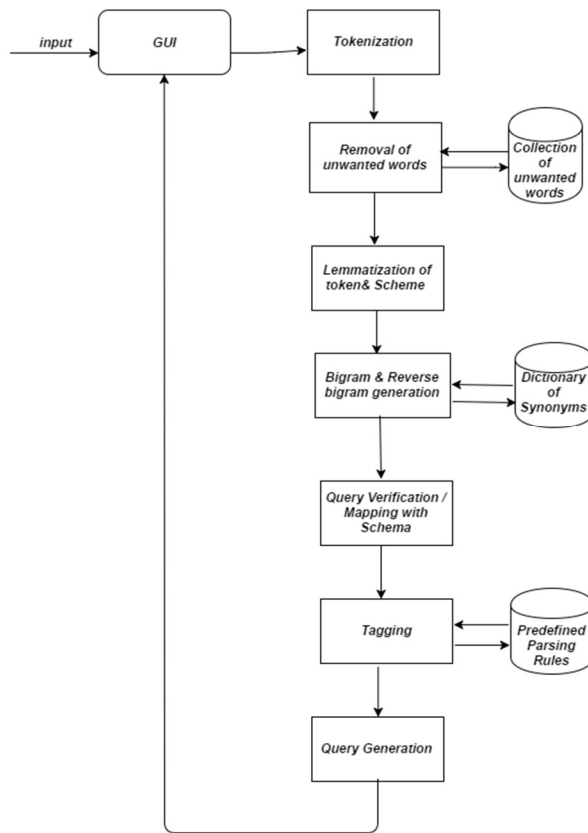 input
GUI
Tokenization
Removal of
unwanted words
Collection
of
unwanted
words
Lemmatization of
token& Scheme
Bigram & Reverse
bigram generation
Dictionary
of
Synonyms
Query Verification /
Mapping with
Schema
Tagging
Predefined
Parsing
Rules
Query Generation